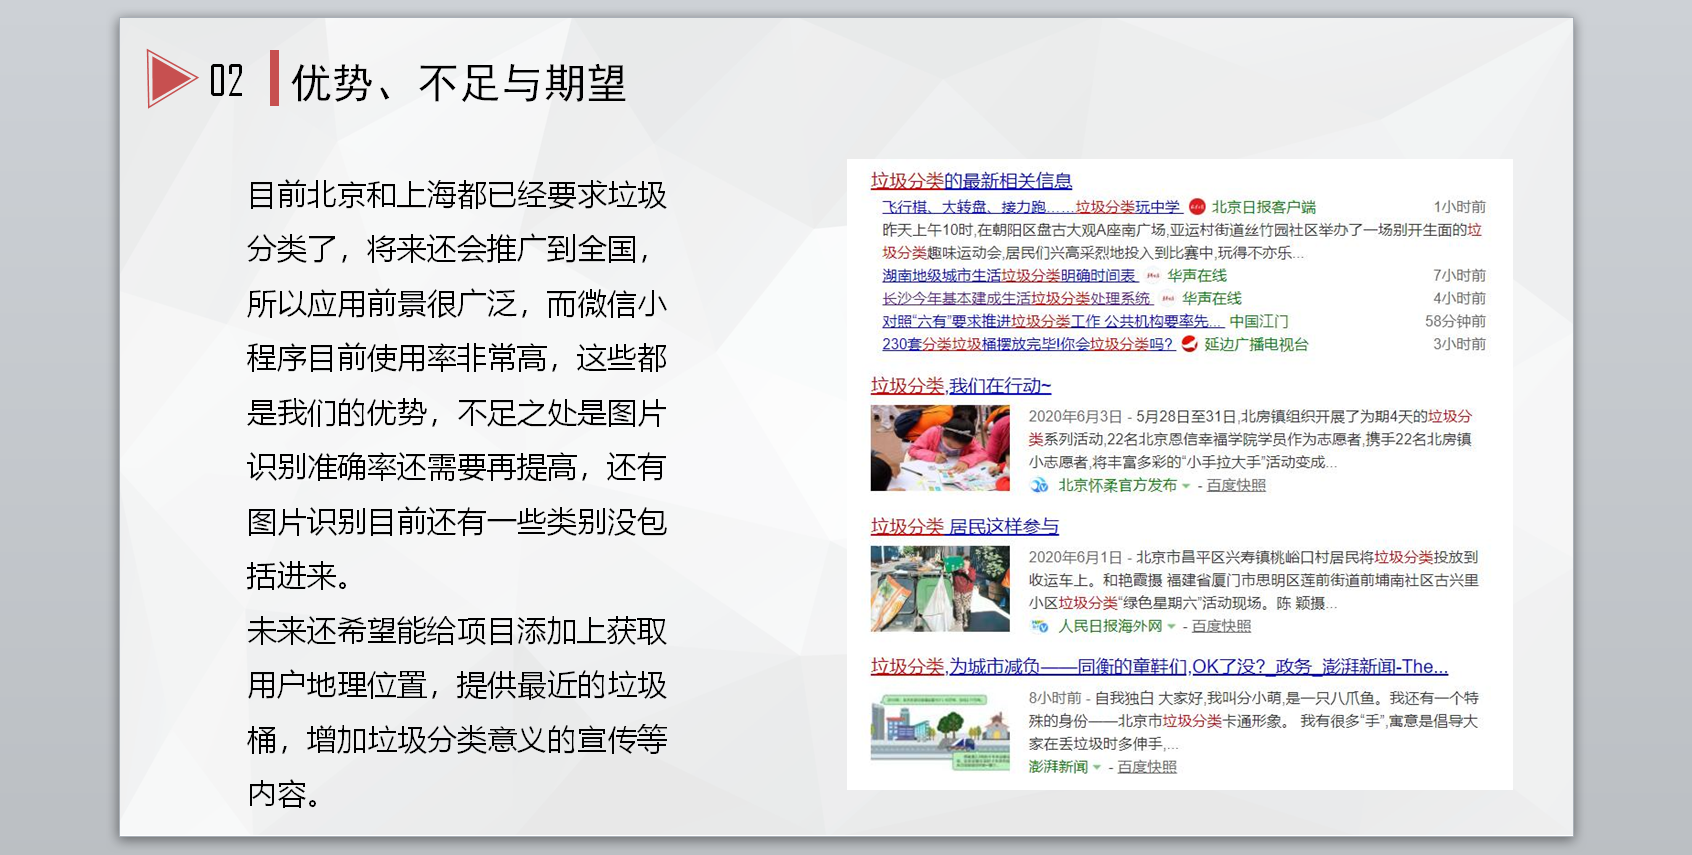 02 优势、不足与期望
目前北京和上海都已经要求垃圾
分类了，将来还会推广到全国，
所以应用前景很广泛，而微信小
程序目前使用率非常高，这些都
是我们的优势，不足之处是图片
识别准确率还需要再提高，还有
图片识别目前还有一些类别没包
括进来。
未来还希望能给项目添加上获取
用户地理位置，提供最近的垃圾
桶，增加垃圾分类意义的宣传等
内容。
垃圾分类的最新相关信息
飞行棋、大转盘、接力跑……垃圾分类玩中学 北京日报客户端 1小时前
昨天上午10时,在朝阳区盘古大观A座南广场,亚运村街道丝竹园社区举办了一场别开生面的垃
圾分类趣味运动会,居民们兴高采烈地投入到比赛中,玩得不亦乐...
湖南地级城市生活垃圾分类明确时间表 华声在线 7小时前
长沙今年基本建成生活垃圾分类处理系统 华声在线 4小时前
对照“六有”要求推进垃圾分类工作 公共机构要率先... 中国江门 58分钟前
230套分类垃圾桶摆放完毕!你会垃圾分类吗? 延边广播电视台 3小时前
垃圾分类,我们在行动~
2020年6月3日 - 5月28日至31日,北房镇组织开展了为期4天的垃圾分
类系列活动,22名北京恩信幸福学院学员作为志愿者,携手22名北房镇
小志愿者,将丰富多彩的“小手拉大手”活动变成...
北京怀柔官方发布 - 百度快照
垃圾分类 居民这样参与
2020年6月1日 - 北京市昌平区兴寿镇桃峪口村居民将垃圾分类投放到
收运车上。和艳霞摄 福建省厦门市思明区莲前街道前埔南社区古兴里
小区垃圾分类“绿色星期六”活动现场。陈 颖摄...
人民日报海外网 - 百度快照
垃圾分类,为城市减负——同衡的童鞋们,OK了没?_政务_澎湃新闻-The...
8小时前 - 自我独白 大家好,我叫分小萌,是一只八爪鱼。我还有一个特
殊的身份——北京市垃圾分类卡通形象。 我有很多“手”,寓意是倡导大
家在丢垃圾时多伸手,...
澎湃新闻 - 百度快照